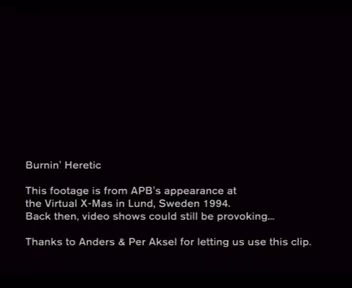 Burnin' Heretic
This footage is from APB's appearance at
the Virtual X-Mas in Lund, Sweden 1994.
Back then, video shows could still be provoking...
Thanks to Anders & Per Aksel for letting us use this clip.